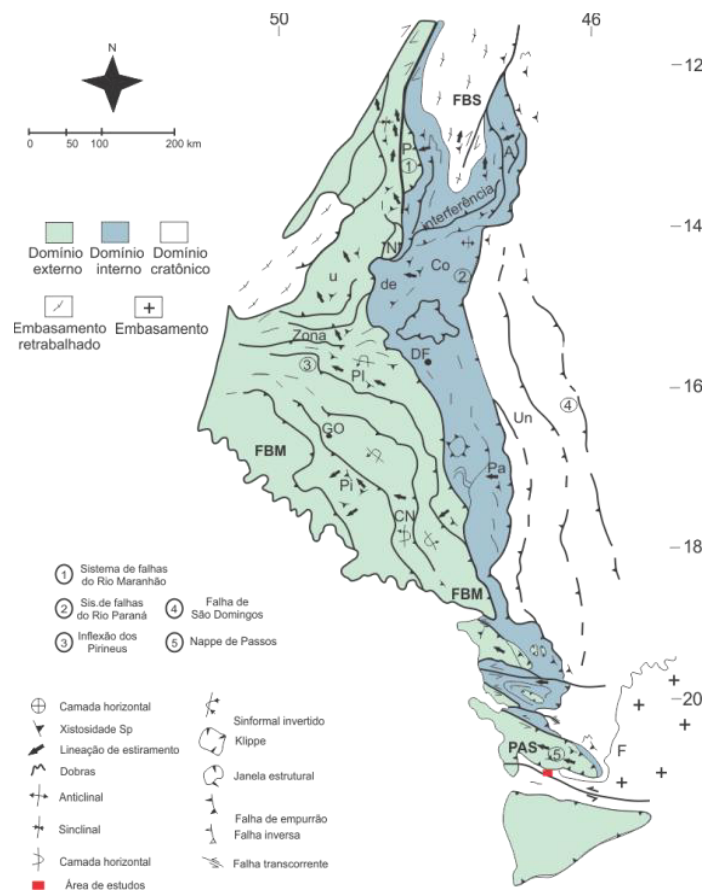 50
46
N
-12
FBS
0 50 100 200 km
P
A
1
interferência
-14
N
Domínio externo
Domínio interno
Domínio cratônico
u
de
Co
2
Embasamento retrabalhado
Embasamento
Zona
DF
3
PI
-16
4
Un
GO
FBM
Pi
Pa
CN
-18
1 Sistema de falhas do Rio Maranhão
2 Sis.de falhas do Rio Paraná
3 Inflexão dos Pirineus
4 Falha de São Domingos
5 Nappe de Passos
FBM
-20
Camada horizontal
Xistosidade Sp
Lineação de estiramento
Dobras
Anticlinal
Sinclinal
Camada horizontal
Área de estudos
Sinformal invertido
Klippe
Janela estrutural
Falha de empurrão
Falha inversa
Falha transcorrente
PAS
5
F